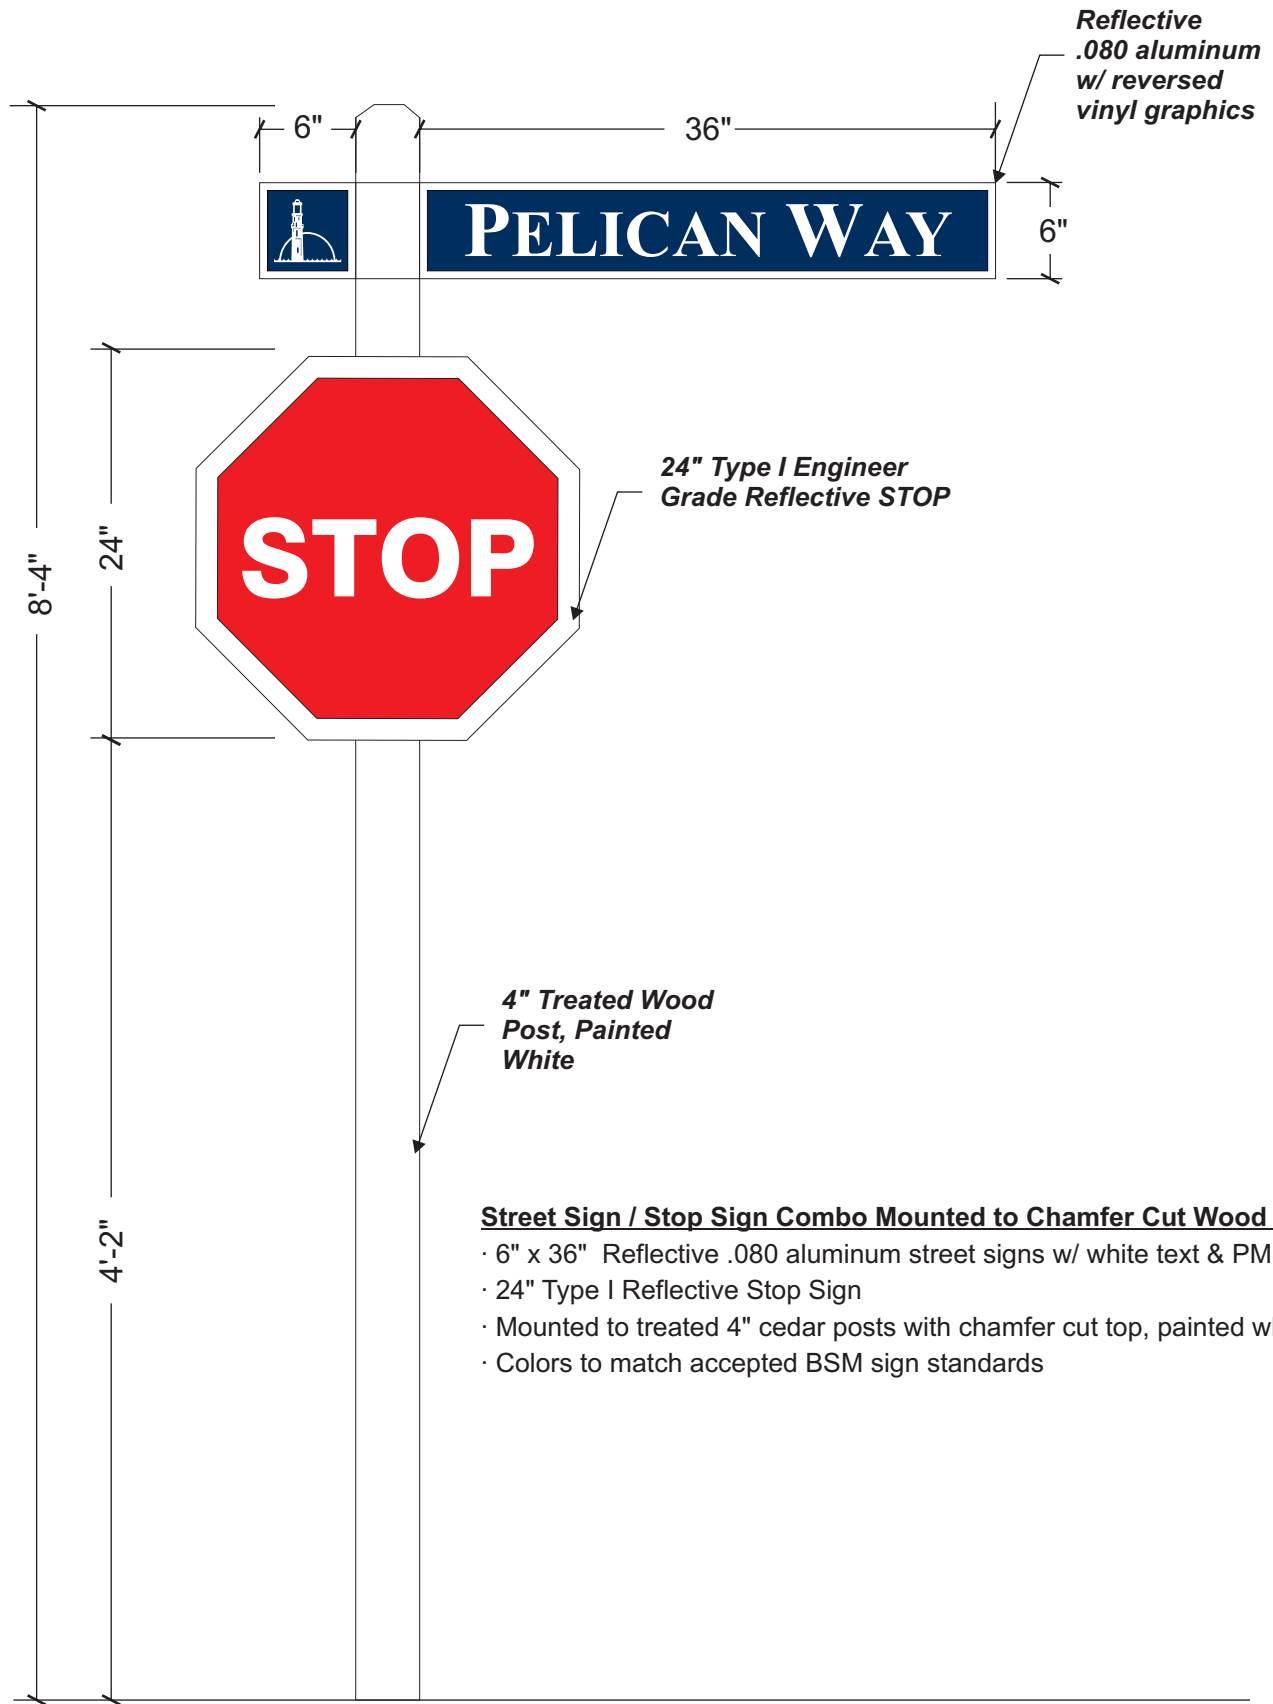 Reflective
.080 aluminum
w/ reversed
vinyl graphics
6"
36"
PELICAN WAY
6"
24" Type I Engineer
Grade Reflective STOP
STOP
24"
8'-4"
4" Treated Wood
Post, Painted
White
4'-2"
Street Sign / Stop Sign Combo Mounted to Chamfer Cut Wood
· 6" x 36"  Reflective .080 aluminum street signs w/ white text & PM
· 24" Type I Reflective Stop Sign
· Mounted to treated 4" cedar posts with chamfer cut top, painted w
· Colors to match accepted BSM sign standards